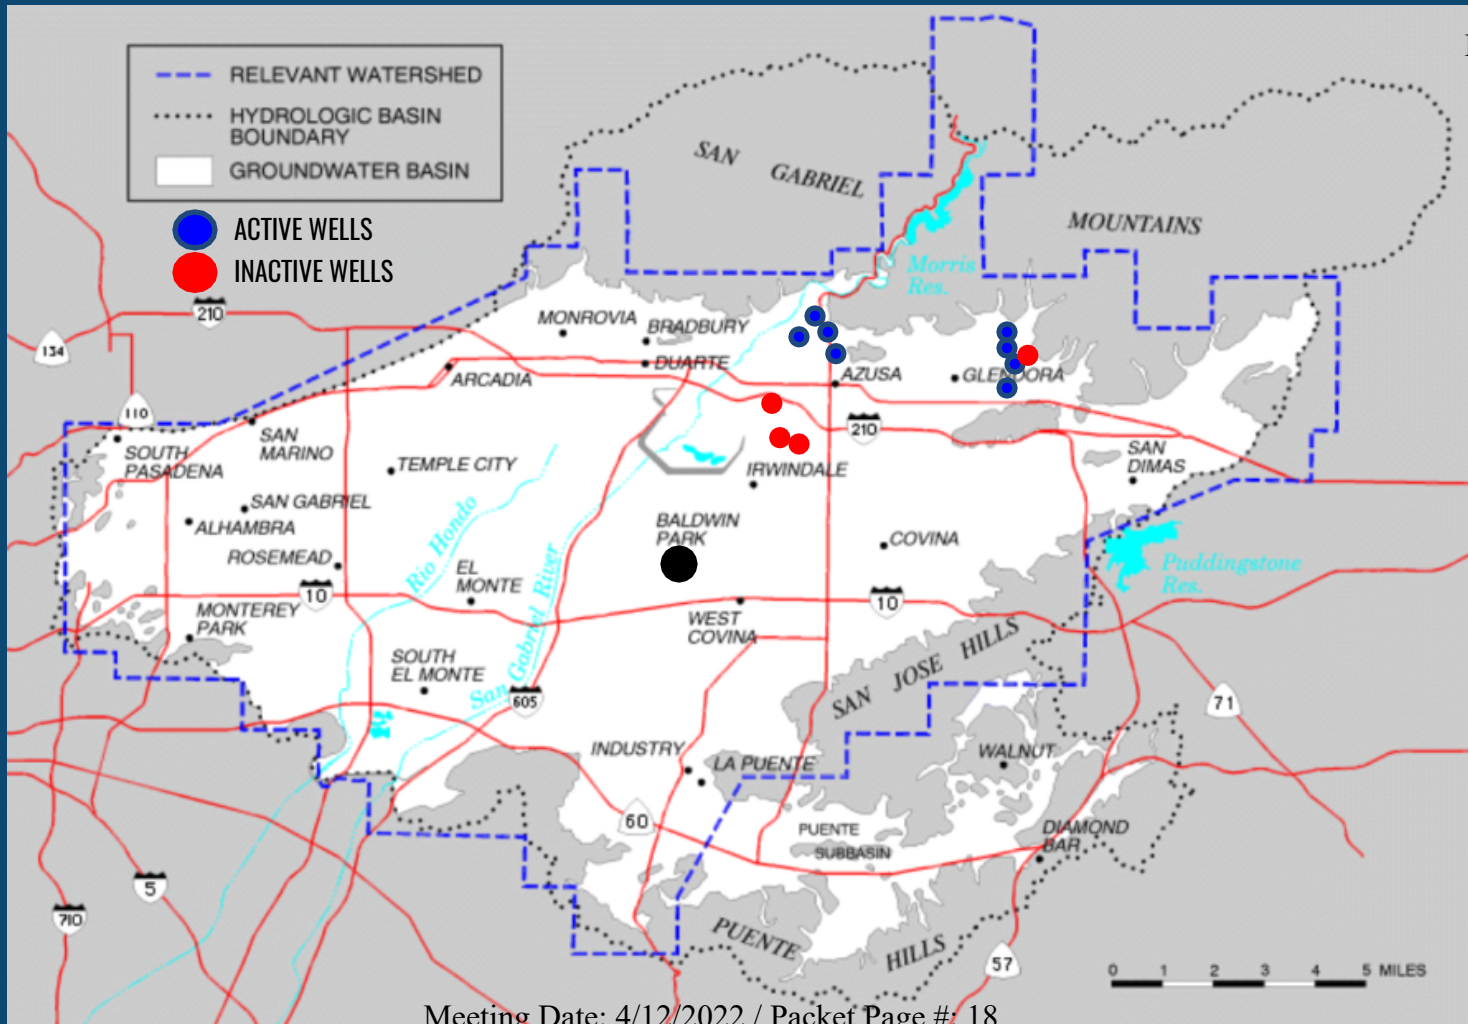 RELEVANT WATERSHED
HYDROLOGIC BASIN
BOUNDARY
GROUNDWATER BASIN
ACTIVE WELLS
INACTIVE WELLS
SAN GABRIEL
MOUNTAINS
Morris
Res.
210
134
110
MONROVIA
BRADBURY
DUARTE
ARCADIA
AZUSA
GLENDORA
210
SAN
MARINO
SOUTH
PASADENA
TEMPLE CITY
SAN
DIMAS
IRWINDALE
SAN GABRIEL
ALHAMBRA
ROSEMEAD
Rio Hondo
BALDWIN
PARK
COVINA
EL
MONTE
San Gabriel River
Puddingstone
Res.
10
10
MONTEREY
PARK
WEST
COVINA
SOUTH
EL MONTE
605
SAN JOSE HILLS
71
INDUSTRY
LA PUENTE
WALNUT
60
PUENTE
SUBBASIN
DIAMOND
BAR
5
710
PUENTE
HILLS
57
0 1 2 3 4 5 MILES
Meeting Date: 4/12/2022 / Packet Page #: 18